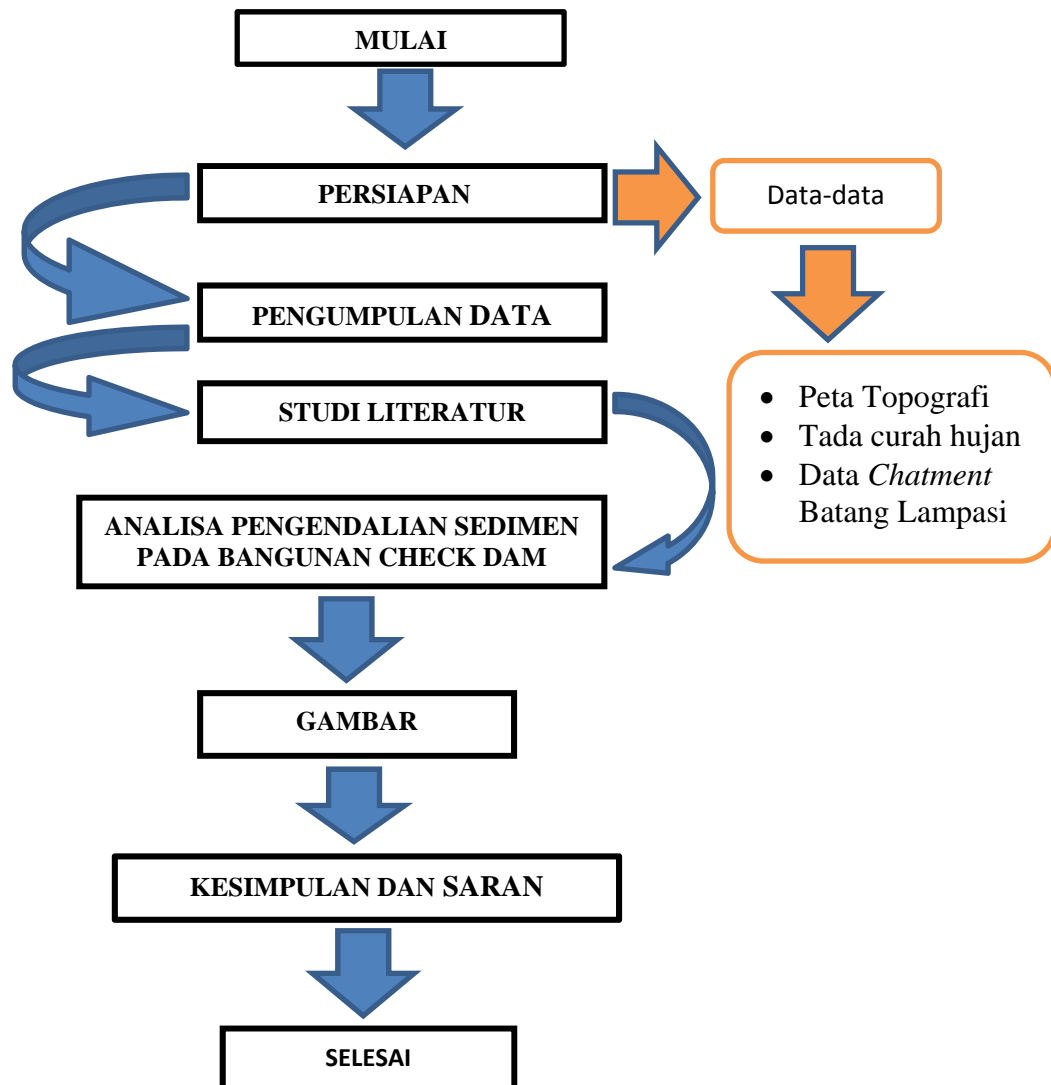 MULAI
PERSIAPAN
Data-data
PENGUMPULAN DATA
STUDI LITERATUR
• Peta Topografi
• Tada curah hujan
• Data Chatment
Batang Lampasi
ANALISA PENGENDALIAN SEDIMEN
PADA BANGUNAN CHECK DAM
GAMBAR
KESIMPULAN DAN SARAN
SELESAI